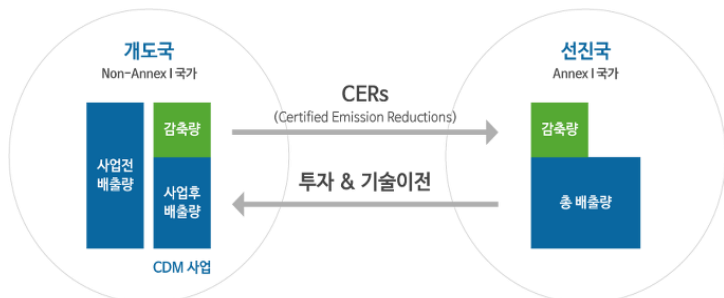 개도국
Non-Annex I 국가
사업전
배출량
감축량
사업후
배출량
CDM 사업
CERs
(Certified Emission Reductions)
투자 & 기술이전
선진국
Annex I 국가
감축량
총 배출량